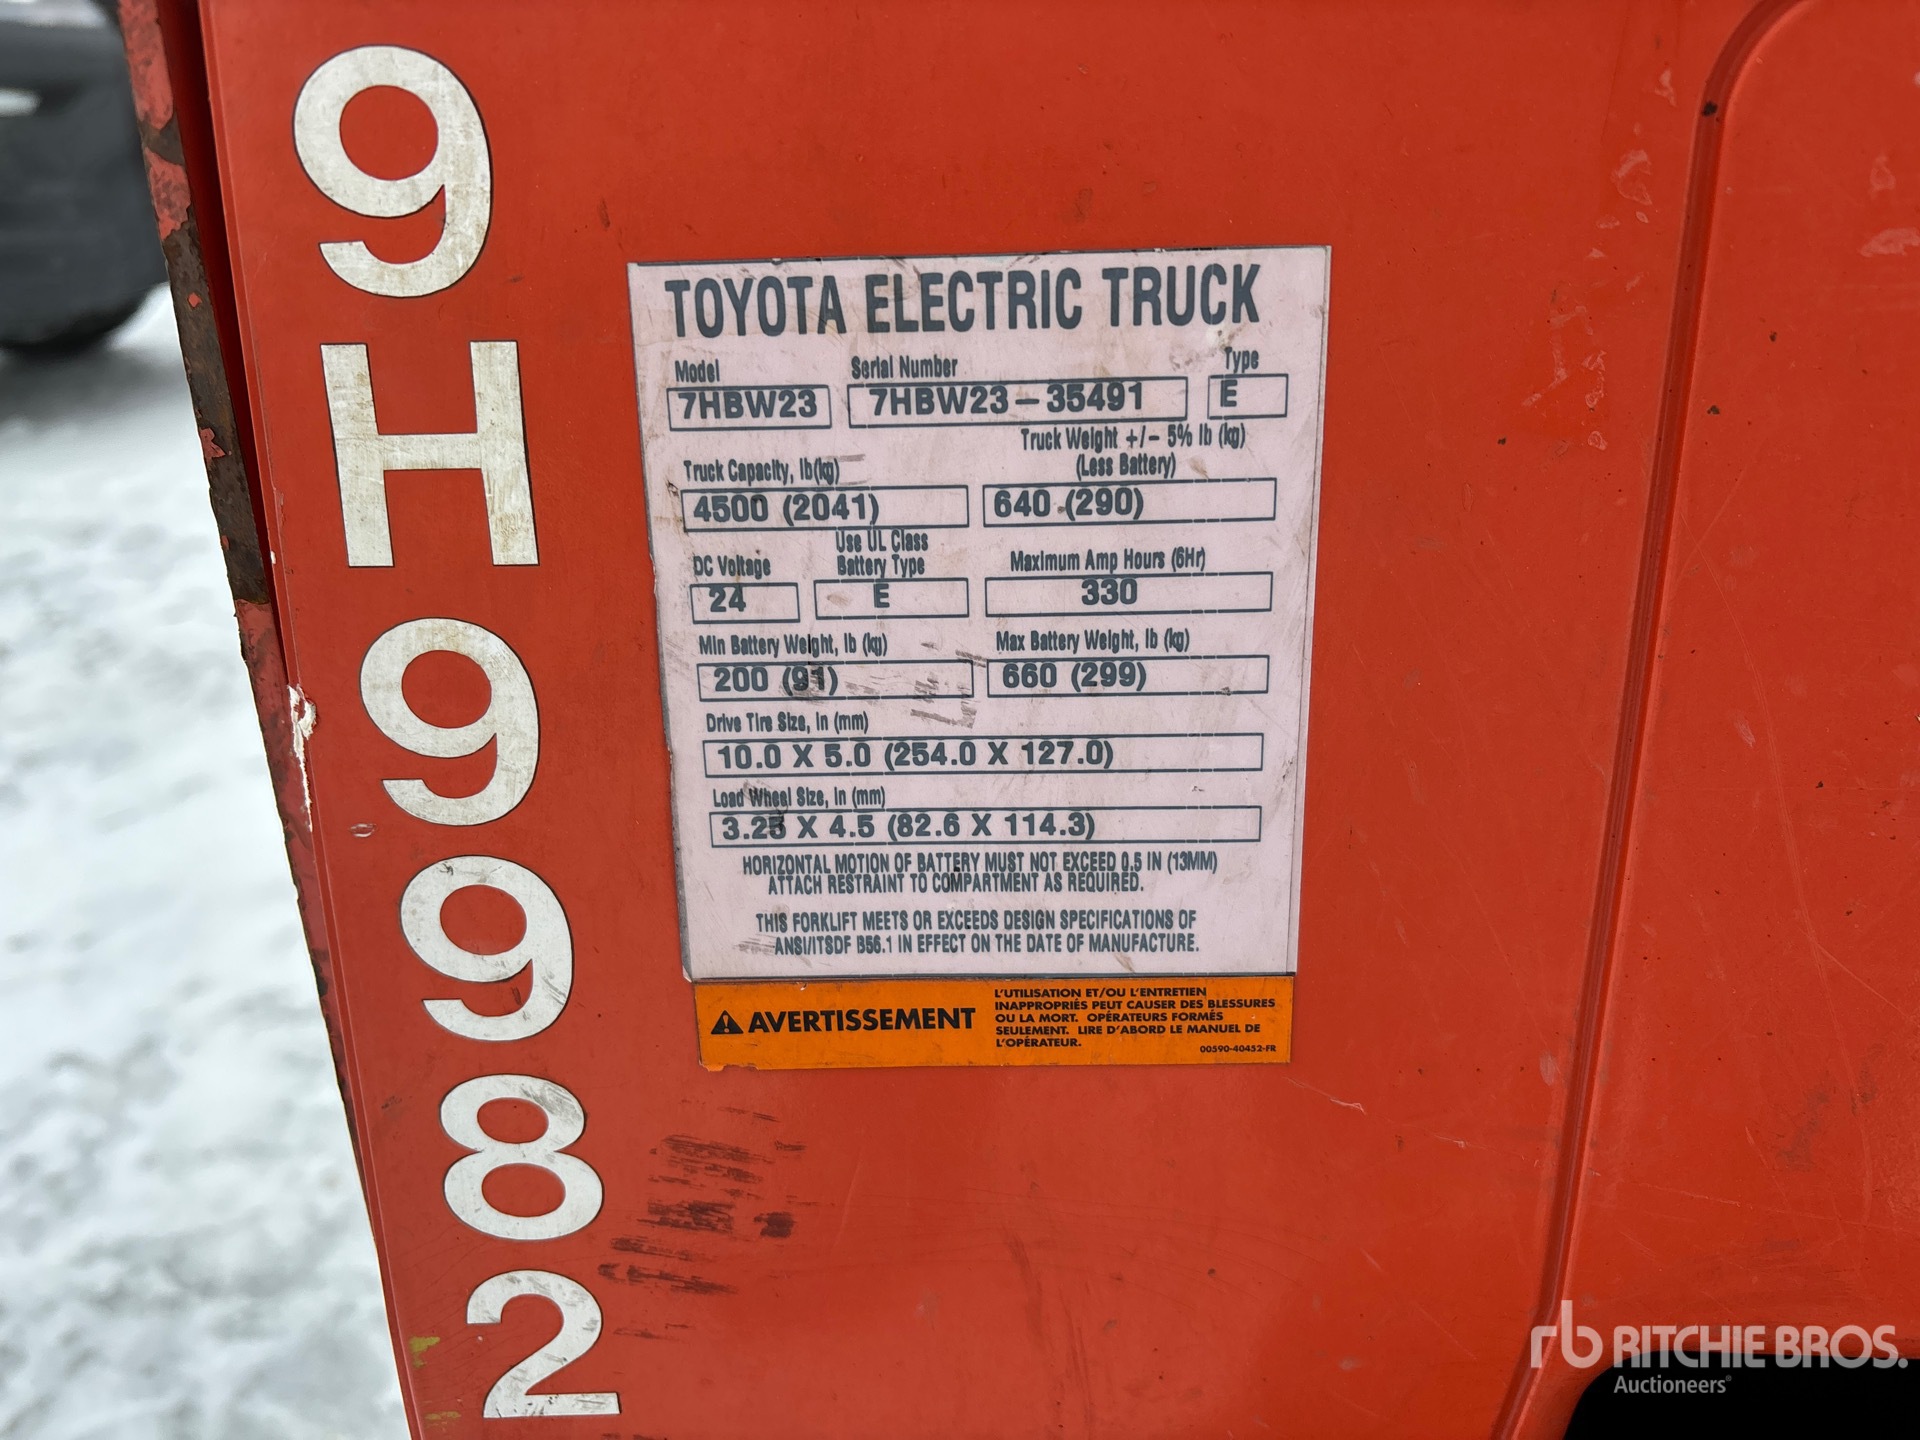 9
H
9
9
8
2
TOYOTA ELECTRIC TRUCK
Model Serial Number Type
7HBW23 7HBW23-35491 E
Truck Weight +/- 5% lb (kg)
Truck Capacity, lb(kg) (Less Battery)
4500 (2041) 640 (290)
Use UL Class
DC Voltage Battery Type Maximum Amp Hours (6Hr)
24 E 330
Min Battery Weight, lb (kg) Max Battery Weight, lb (kg)
200 (91) 660 (299)
Drive Tire Size, in (mm)
10.0 X 5.0 (254.0 X 127.0)
Load Wheel Size, in (mm)
3.25 X 4.5 (82.6 X 114.3)
HORIZONTAL MOTION OF BATTERY MUST NOT EXCEED 0.5 IN (13MM)
ATTACH RESTRAINT TO COMPARTMENT AS REQUIRED.
THIS FORKLIFT MEETS OR EXCEEDS DESIGN SPECIFICATIONS OF
ANSI/ITSDF B56.1 IN EFFECT ON THE DATE OF MANUFACTURE.
AVERTISSEMENT
L'UTILISATION ET/OU L'ENTRETIEN
INAPPROPRIÉS PEUT CAUSER DES BLESSURES
OU LA MORT. OPÉRATEURS FORMÉS
SEULEMENT. LIRE D'ABORD LE MANUEL DE
L'OPÉRATEUR.
00590-40452-FR
rb RITCHIE BROS.
Auctioneers®